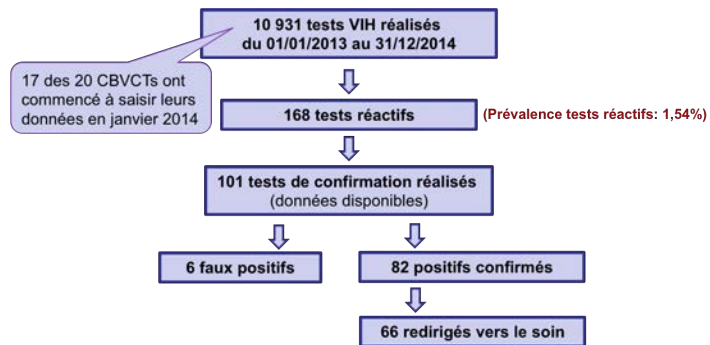 10 931 tests VIH réalisés
du 01/01/2013 au 31/12/2014
17 des 20 CBVCTs ont
commencé à saisir leurs
données en janvier 2014
168 tests réactifs
(Prévalence tests réactifs: 1,54%)
101 tests de confirmation réalisés
(données disponibles)
6 faux positifs
82 positifs confirmés
66 redirigés vers le soin